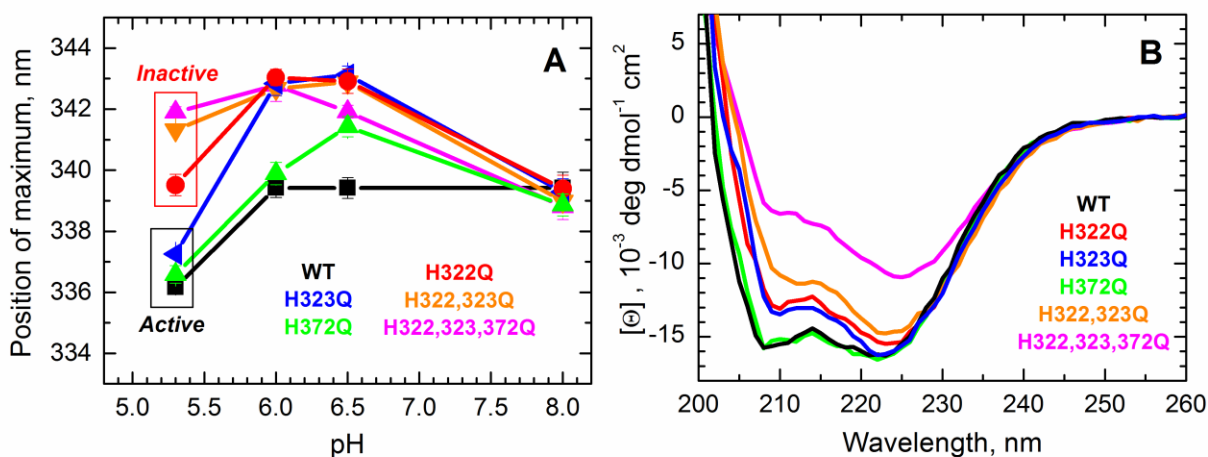 A
Position of maximum, nm
344
342
340
338
336
334
Inactive
Active
WT H322Q
H323Q H322,323Q
H372Q H322,323,372Q
5.0 5.5 6.0 6.5 7.0 7.5 8.0
pH
B
[Θ] , 10⁻³ deg dmol⁻¹ cm²
5
0
-5
-10
-15
WT
H322Q
H323Q
H372Q
H322,323Q
H322,323,372Q
200 210 220 230 240 250 260
Wavelength, nm